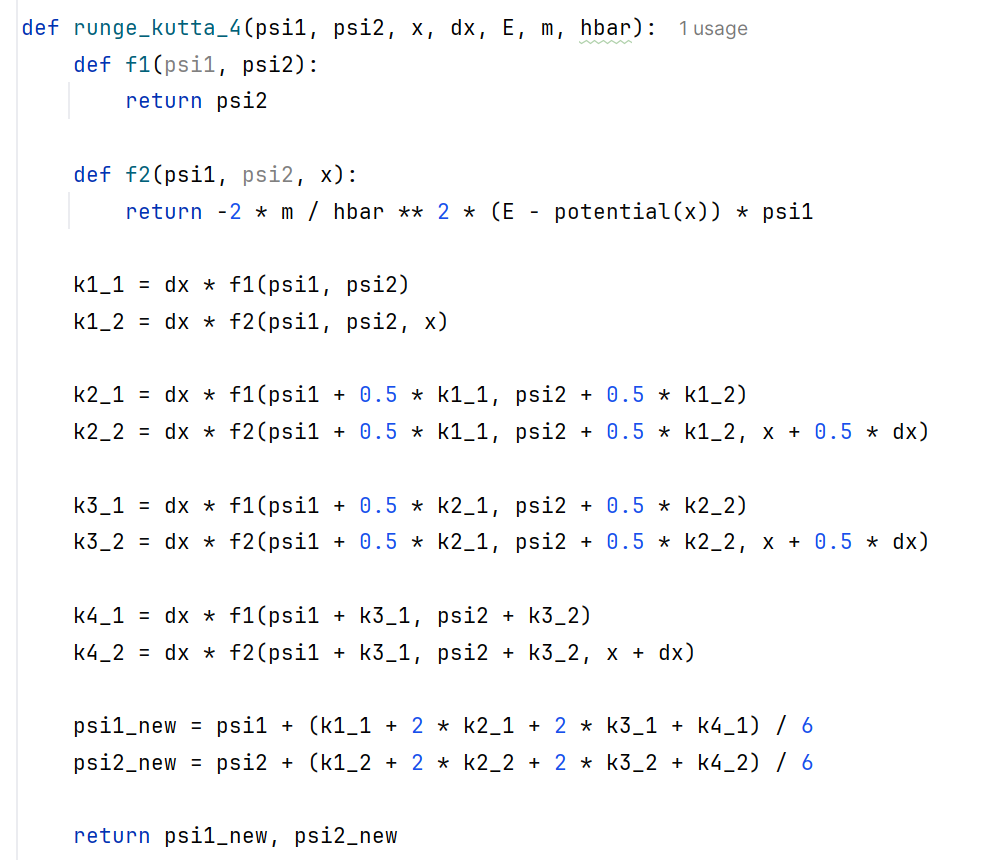 def runge_kutta_4(psi1, psi2, x, dx, E, m, hbar): 1 usage
    def f1(psi1, psi2):
        return psi2

    def f2(psi1, psi2, x):
        return -2 * m / hbar ** 2 * (E - potential(x)) * psi1

    k1_1 = dx * f1(psi1, psi2)
    k1_2 = dx * f2(psi1, psi2, x)

    k2_1 = dx * f1(psi1 + 0.5 * k1_1, psi2 + 0.5 * k1_2)
    k2_2 = dx * f2(psi1 + 0.5 * k1_1, psi2 + 0.5 * k1_2, x + 0.5 * dx)

    k3_1 = dx * f1(psi1 + 0.5 * k2_1, psi2 + 0.5 * k2_2)
    k3_2 = dx * f2(psi1 + 0.5 * k2_1, psi2 + 0.5 * k2_2, x + 0.5 * dx)

    k4_1 = dx * f1(psi1 + k3_1, psi2 + k3_2)
    k4_2 = dx * f2(psi1 + k3_1, psi2 + k3_2, x + dx)

    psi1_new = psi1 + (k1_1 + 2 * k2_1 + 2 * k3_1 + k4_1) / 6
    psi2_new = psi2 + (k1_2 + 2 * k2_2 + 2 * k3_2 + k4_2) / 6

    return psi1_new, psi2_new